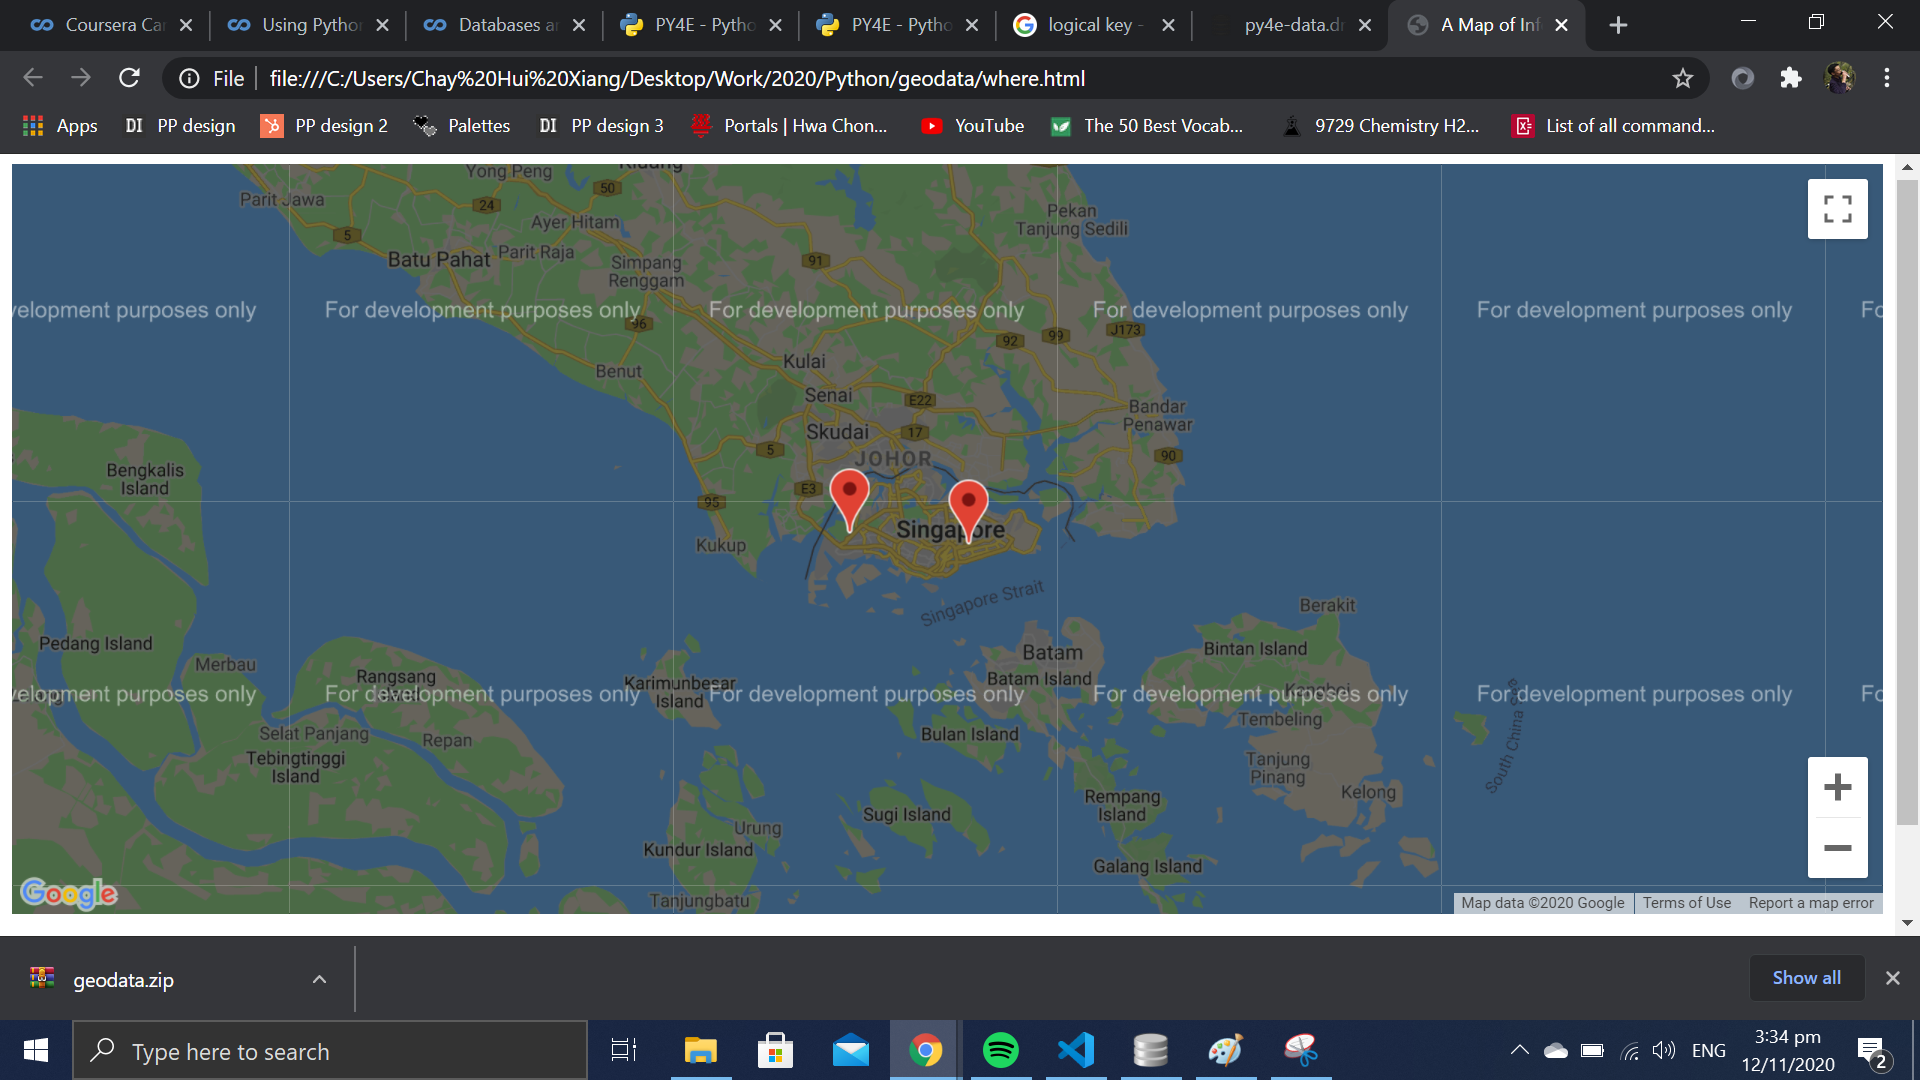 Coursera Ca
Using Pytho
Databases a
PY4E - Pytho
PY4E - Pytho
logical key -
py4e-data.d
A Map of Inf
File
file:///C:/Users/Chay%20Hui%20Xiang/Desktop/Work/2020/Python/geodata/where.html
Apps
DI PP design
PP design 2
Palettes
DI PP design 3
Portals | Hwa Chon...
YouTube
The 50 Best Vocab...
9729 Chemistry H2...
List of all command...
Yong Peng
50
Parit Jawa
24
Pekan
Tanjung Sedili
Ayer Hitam
5
Batu Pahat
Parit Raja
91
Simpang
Renggam
velopment purposes only
For development purposes only
For development purposes only
For development purposes only
For development purposes only
Fo
96
J173
99
92
Kulai
Benut
Senai
E22
Bandar
Penawar
Skudai
17
5
JOHOR
90
Bengkalis
Island
E3
95
Singapore
Kukup
Singapore Strait
Berakit
Pedang Island
Merbau
Batam
Bintan Island
Rangsang
Batam Island
Karimunbesar
Island
velopment purposes only
For development purposes only
For development purposes only
For development purposes only
For development purposes only
Fo
Tembeling
South China
Selat Panjang
Repan
Bulan Island
Tebingtinggi
Island
Tanjung
Pinang
Kelong
Rempang
Island
Sugi Island
Urung
Kundur Island
Galang Island
Tanjungbatu
Google
Map data ©2020 Google
Terms of Use
Report a map error
geodata.zip
Show all
Type here to search
ENG
3:34 pm
12/11/2020
2